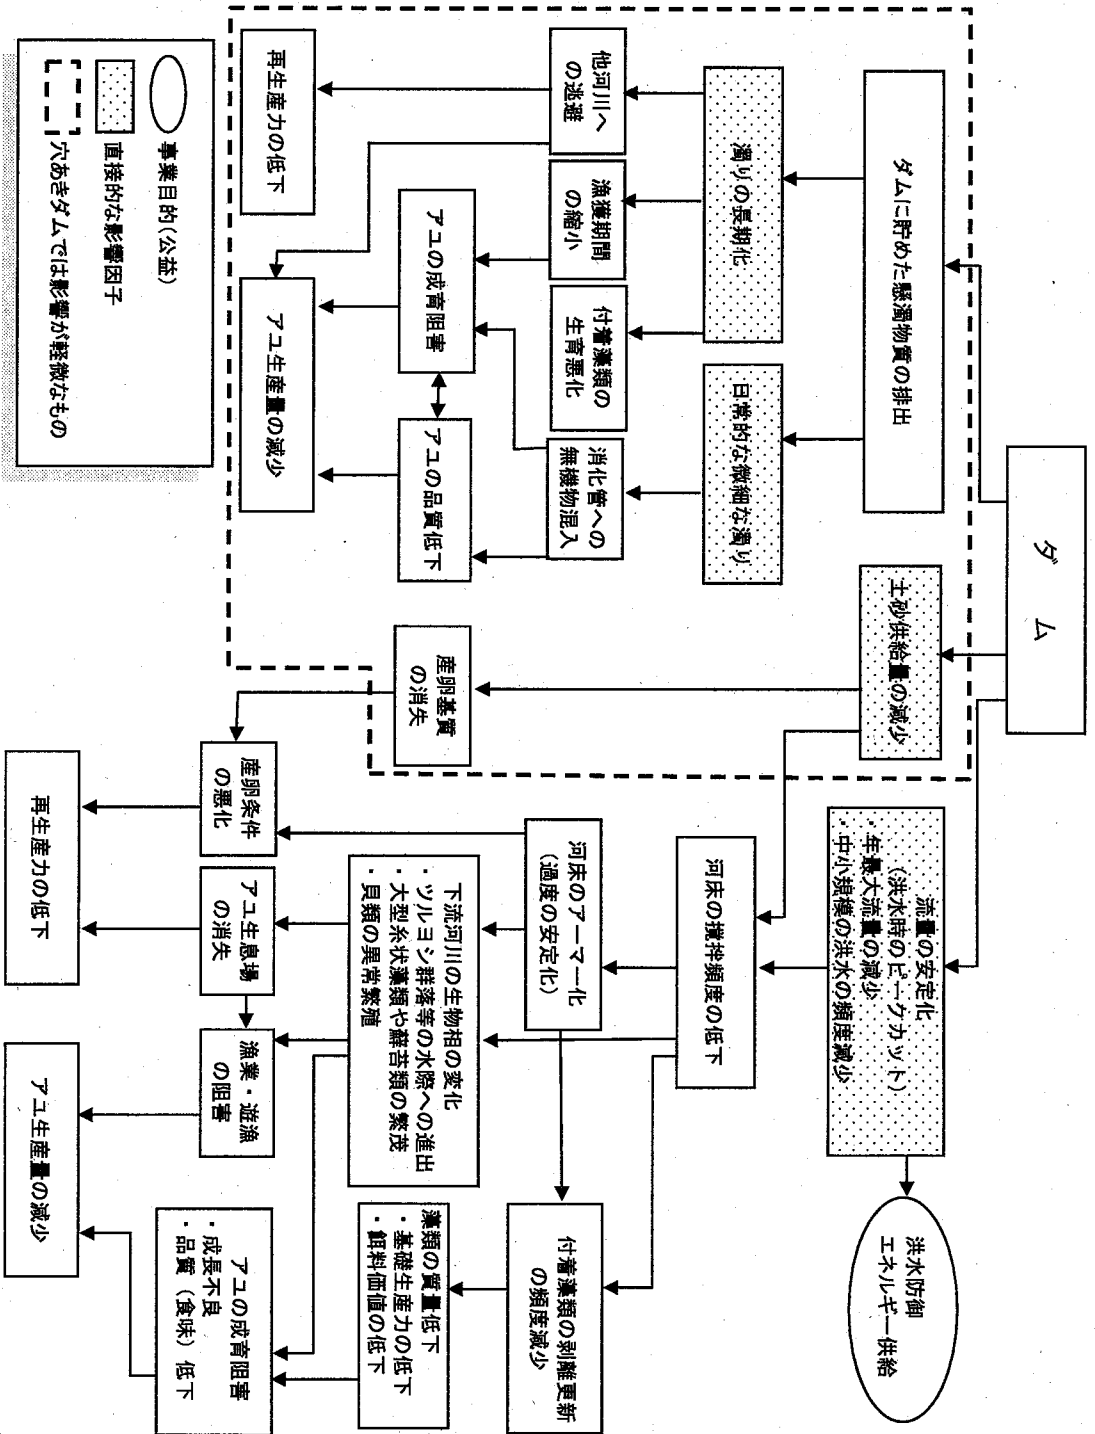 ダム
ダムに貯めた懸濁物質の排出
土砂供給量の減少
流量の安定化
（洪水時のピークカット）
・年最大流量の減少
・中小規模の洪水の頻度減少
洪水防御
エネルギー供給
濁りの長期化
日常的な微細な濁り
河床の撹拌頻度の低下
他河川へ
の逃避
漁獲期間
の縮小
付着藻類の
生育悪化
消化管への
無機物混入
河床のアーマー化
（過度の安定化）
付着藻類の剥離更新
の頻度減少
アユの成育阻害
アユの品質低下
産卵基質
の消失
下流河川の生物相の変化
・ツルヨシ群落等の水際への進出
・大型糸状藻類や蘚苔類の繁茂
・貝類の異常繁殖
藻類の質量低下
・基礎生産力の低下
・餌料価値の低下
再生産力の低下
アユ生産量の減少
産卵条件
の悪化
アユ生息場
の消失
漁業・遊漁
の阻害
アユの成育阻害
・成長不良
・品質（食味）低下
再生産力の低下
アユ生産量の減少
事業目的（公益）
直接的な影響因子
穴あきダムでは影響が軽微なもの